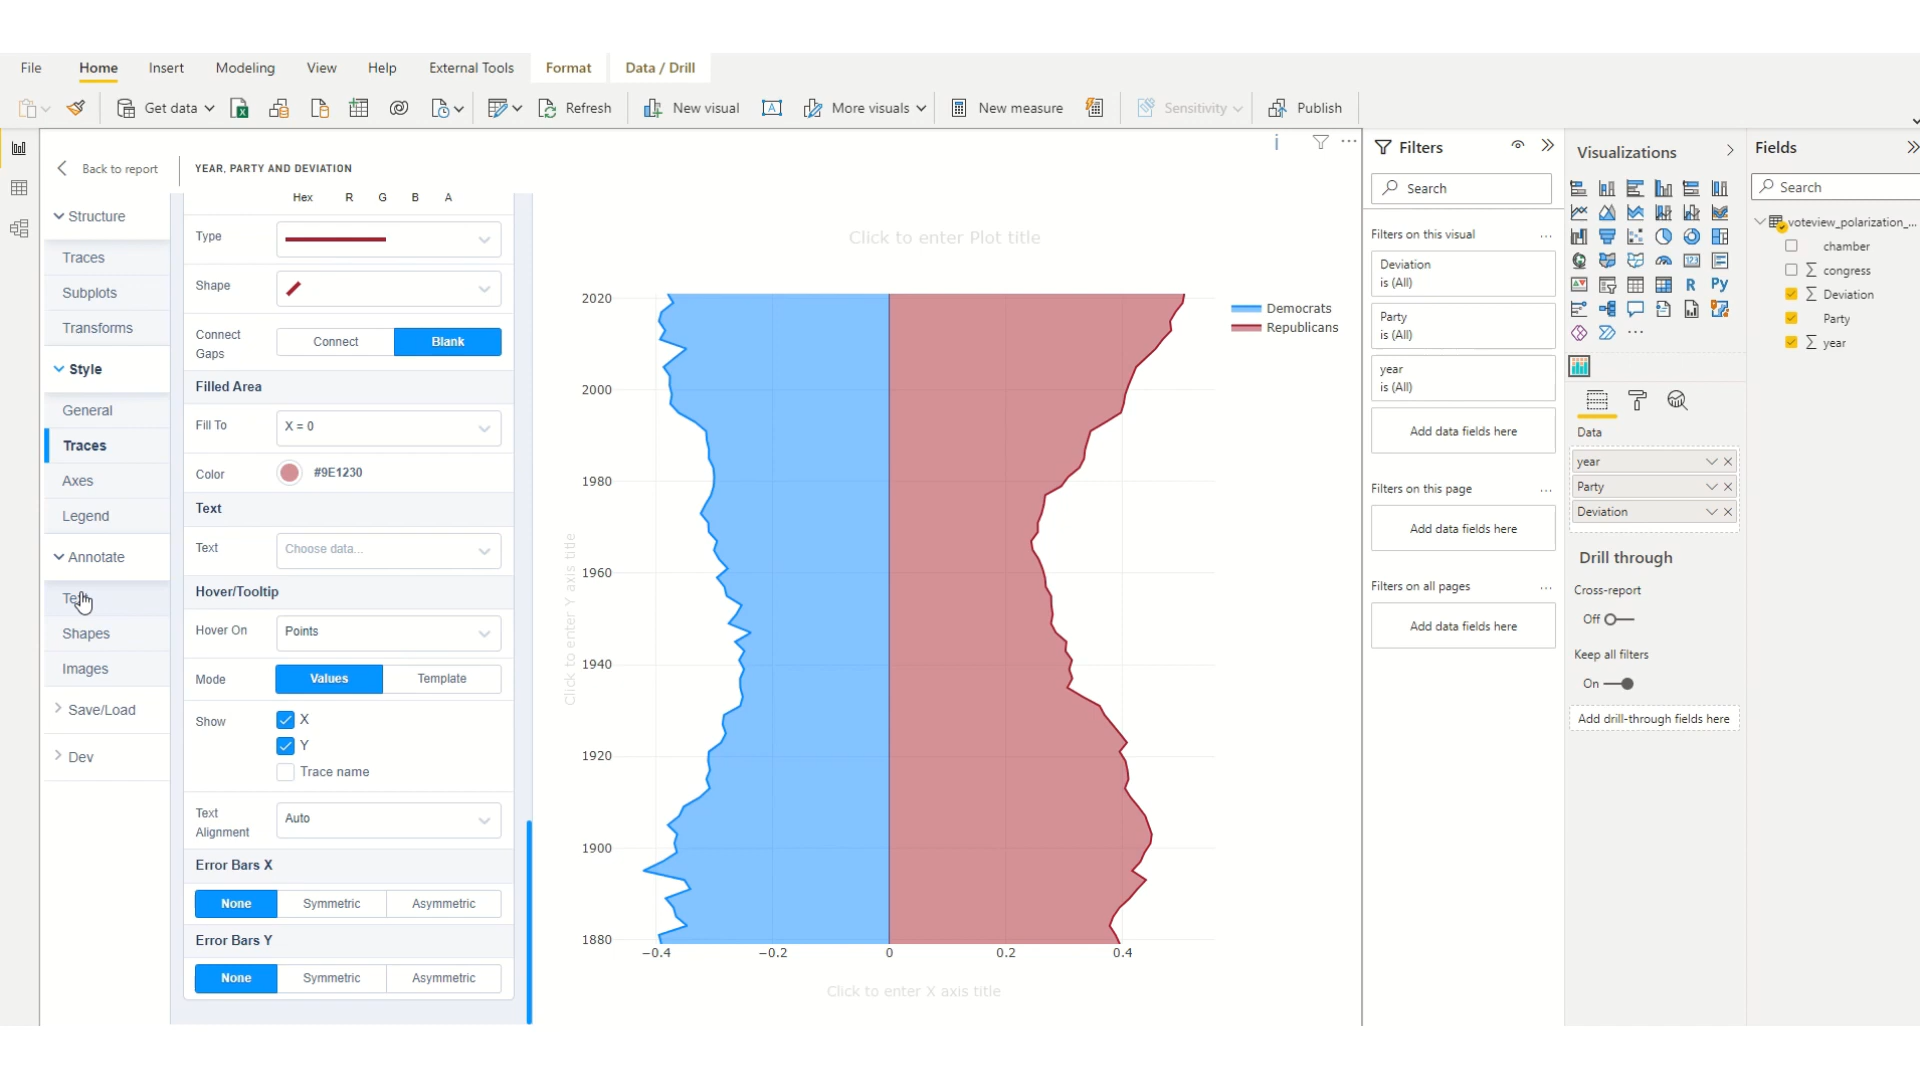 File
Home
Insert
Modeling
View
Help
External Tools
Format
Data / Drill
Get data
Refresh
New visual
More visuals
New measure
Sensitivity
Publish
Back to report
YEAR, PARTY AND DEVIATION
Structure
Traces
Subplots
Transforms
Style
General
Traces
Axes
Legend
Annotate
Shapes
Images
Save/Load
Dev
Hex R G B A
Type
Shape
Connect Gaps
Connect
Blank
Filled Area
Fill To
X = 0
Color
#9E1230
Text
Text
Choose data...
Hover/Tooltip
Hover On
Points
Mode
Values
Template
Show
X
Y
Trace name
Text Alignment
Auto
Error Bars X
None
Symmetric
Asymmetric
Error Bars Y
None
Symmetric
Asymmetric
Click to enter Plot title
Click to enter Y axis title
2020
2000
1980
1960
1940
1920
1900
1880
−0.4
−0.2
0
0.2
0.4
Click to enter X axis title
Democrats
Republicans
Filters
Search
Filters on this visual
...
Deviation
is (All)
Party
is (All)
year
is (All)
Add data fields here
Filters on this page
...
Add data fields here
Filters on all pages
...
Add data fields here
Visualizations
R
Py
123
...
Data
year
Party
Deviation
Drill through
Cross-report
Off
Keep all filters
On
Add drill-through fields here
Fields
Search
voteview_polarization_...
chamber
∑ congress
∑ Deviation
Party
∑ year